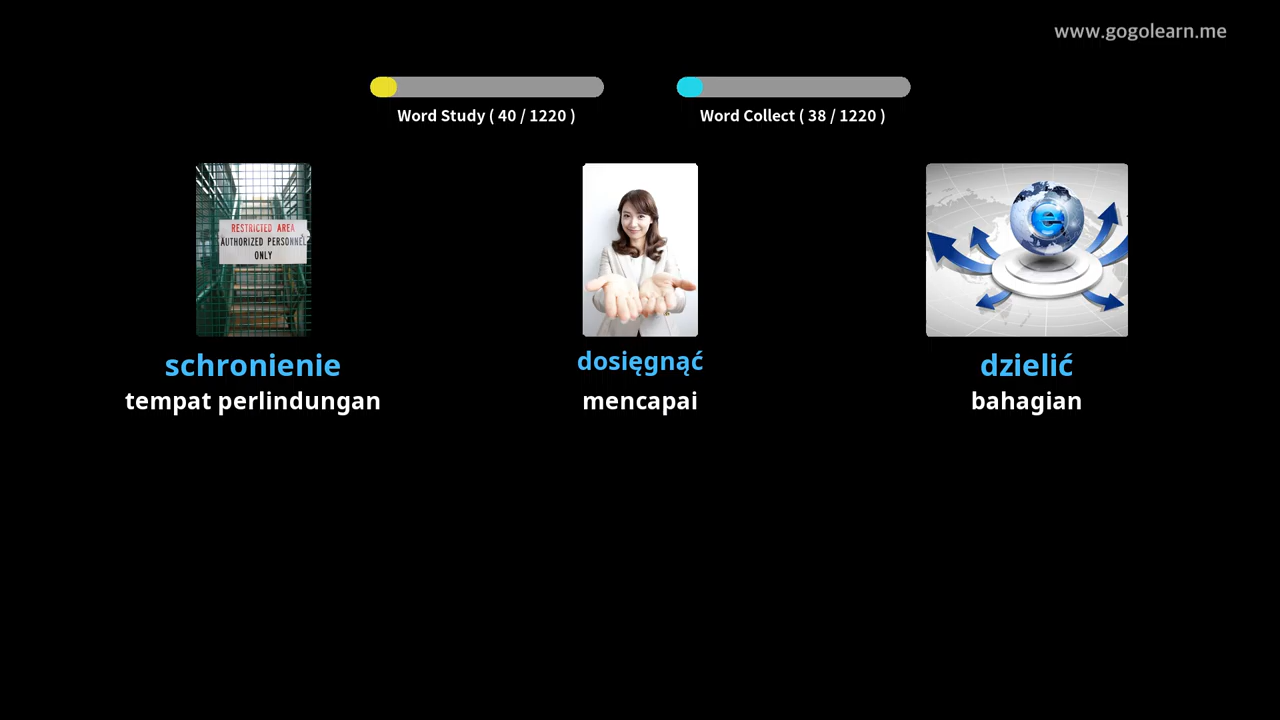 www.gogolearn.me
Word Study ( 40 / 1220 )
Word Collect ( 38 / 1220 )
RESTRICTED AREA
AUTHORIZED PERSONNEL
ONLY
e
schronienie
dosięgnąć
dzielić
tempat perlindungan
mencapai
bahagian